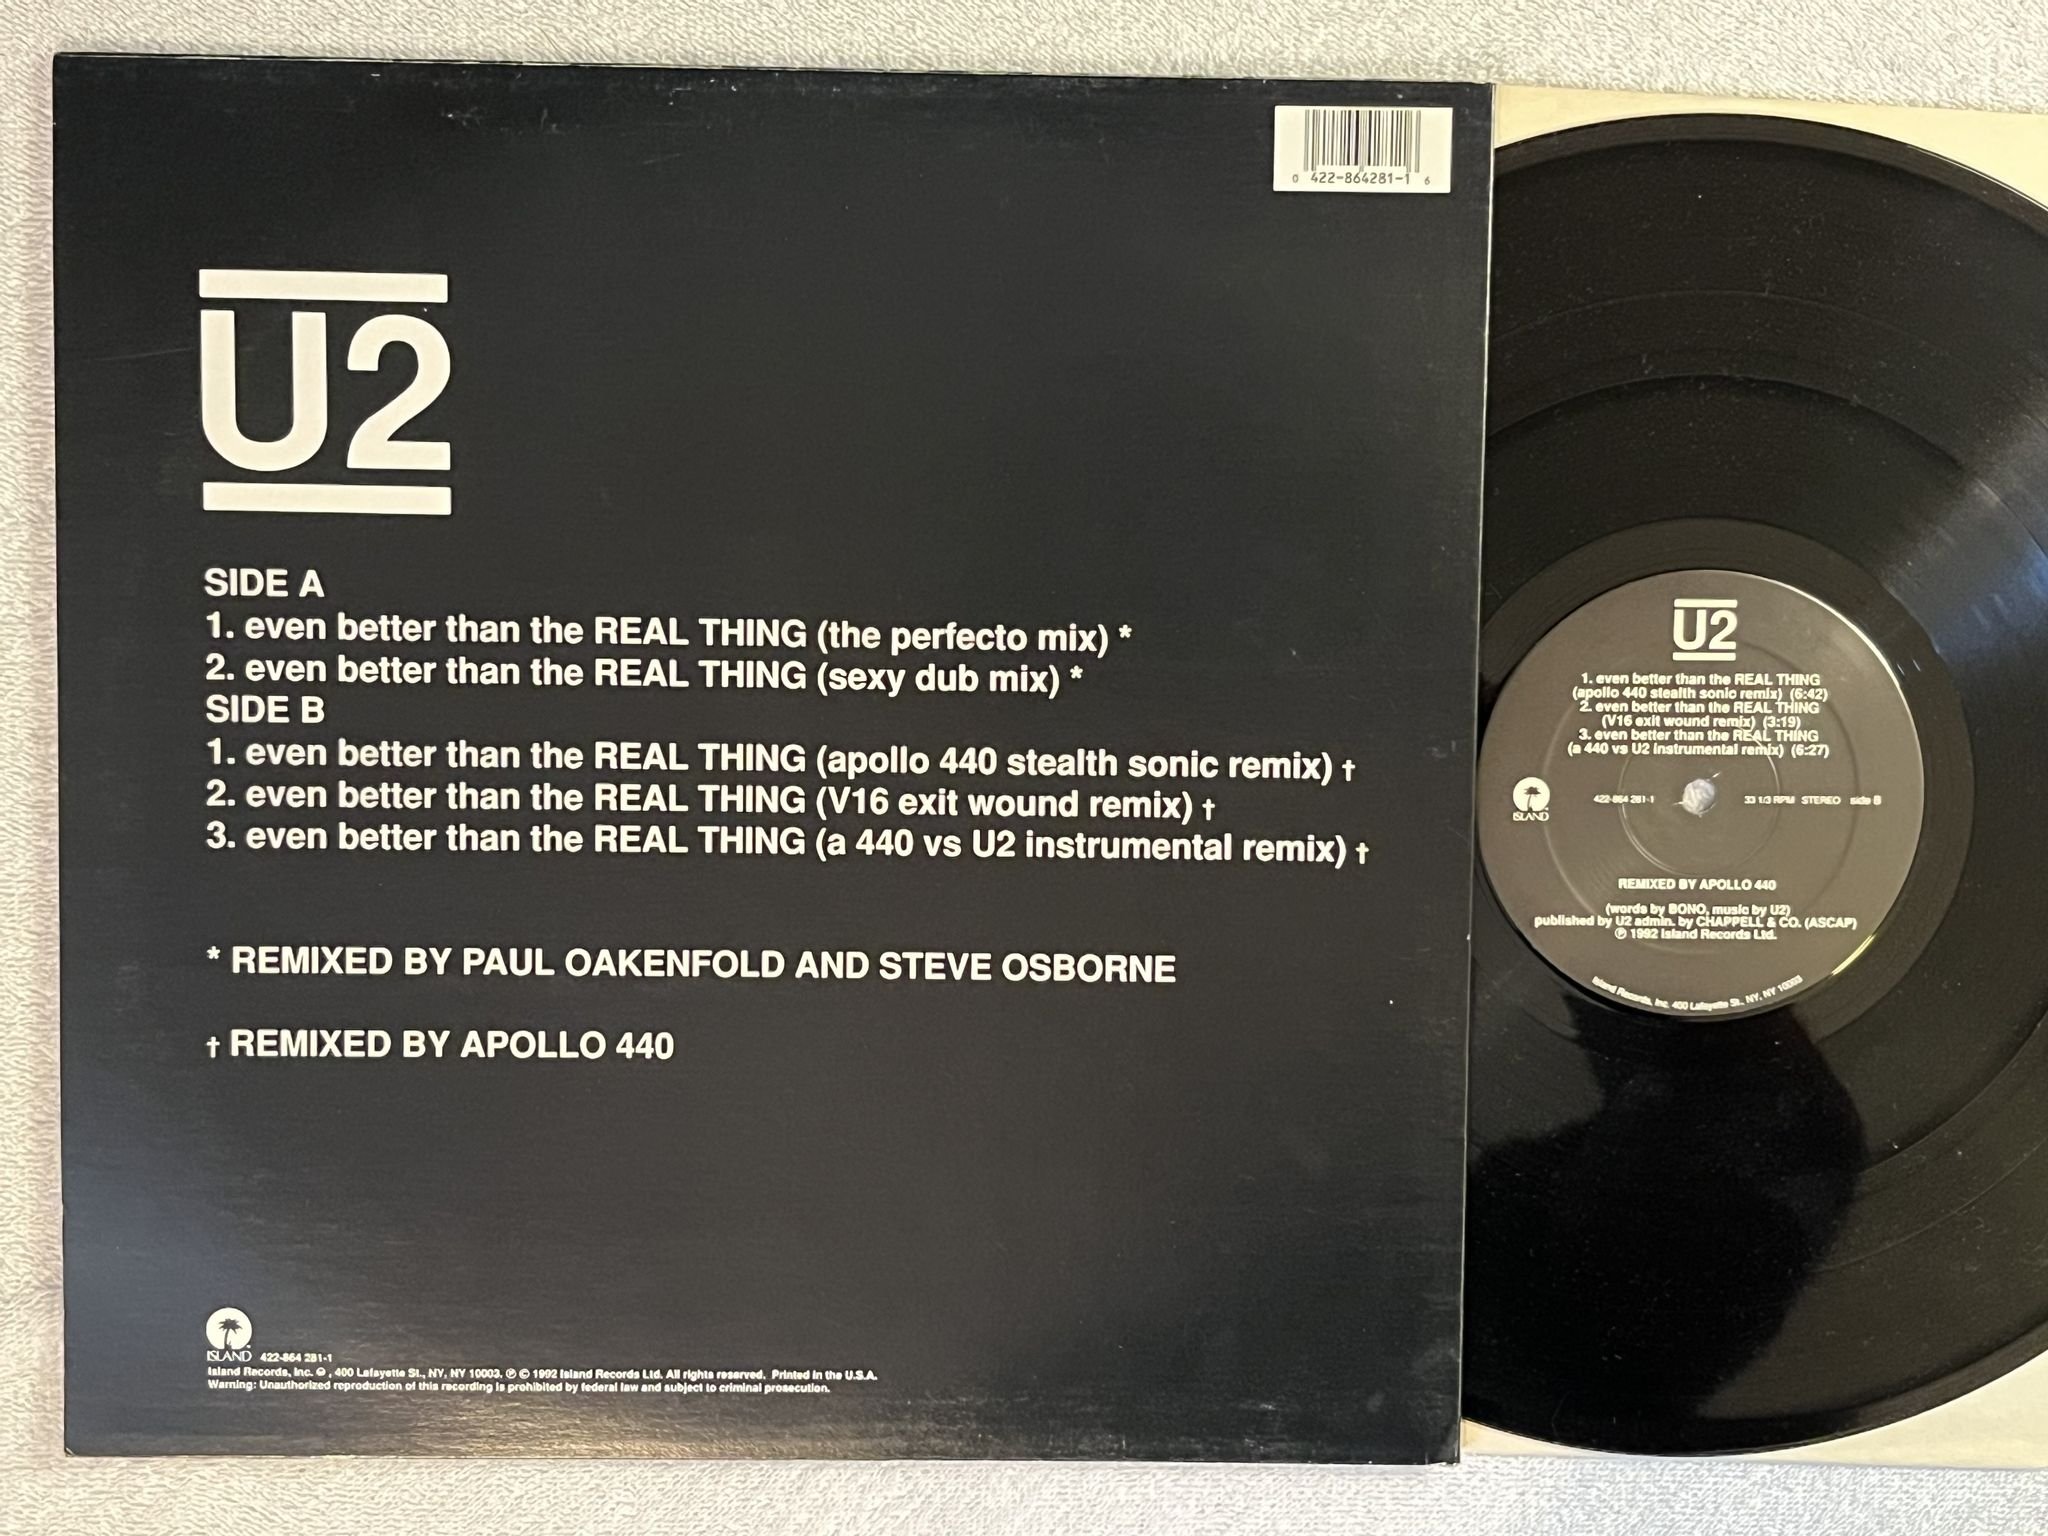 0 422-864281-1 6
U2
SIDE A
1. even better than the REAL THING (the perfecto mix) *
2. even better than the REAL THING (sexy dub mix) *
SIDE B
1. even better than the REAL THING (apollo 440 stealth sonic remix) †
2. even better than the REAL THING (V16 exit wound remix) †
3. even better than the REAL THING (a 440 vs U2 instrumental remix) †
* REMIXED BY PAUL OAKENFOLD AND STEVE OSBORNE
† REMIXED BY APOLLO 440
ISLAND 422-864 281-1
Island Records, Inc. ℮, 400 Lafayette St., NY, NY 10003. ℗ © 1992 Island Records Ltd. All rights reserved. Printed in the U.S.A.
Warning: Unauthorized reproduction of this recording is prohibited by federal law and subject to criminal prosecution.
U2
1. even better than the REAL THING
(apollo 440 stealth sonic remix) (6:42)
2. even better than the REAL THING
(V16 exit wound remix) (3:19)
3. even better than the REAL THING
(a 440 vs U2 instrumental remix) (6:27)
ISLAND
422-864 281-1
33 1/3 RPM STEREO side B
REMIXED BY APOLLO 440
(words by BONO, music by U2)
published by U2 admin. by CHAPPELL & CO. (ASCAP)
℗ 1992 Island Records Ltd.
Island Records, Inc. 400 Lafayette St., NY, NY 10003